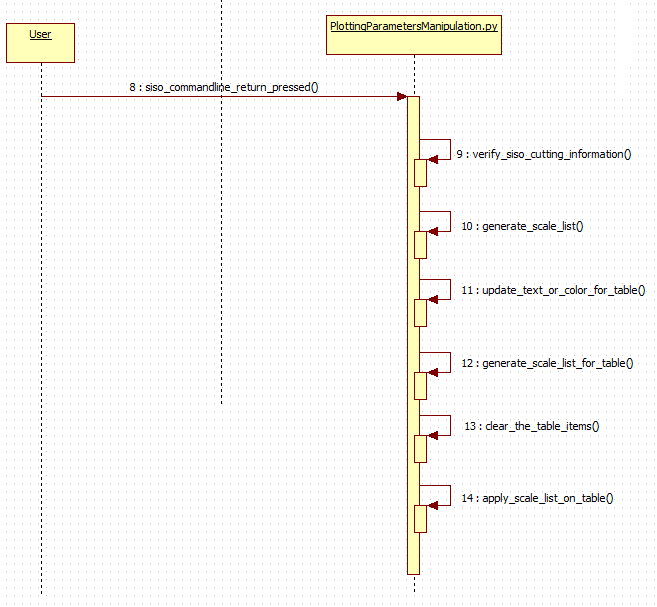 User
PlottingParametersManipulation.py
8 : siso_commandline_return_pressed()
9 : verify_siso_cutting_information()
10 : generate_scale_list()
11 : update_text_or_color_for_table()
12 : generate_scale_list_for_table()
13 : clear_the_table_items()
14 : apply_scale_list_on_table()